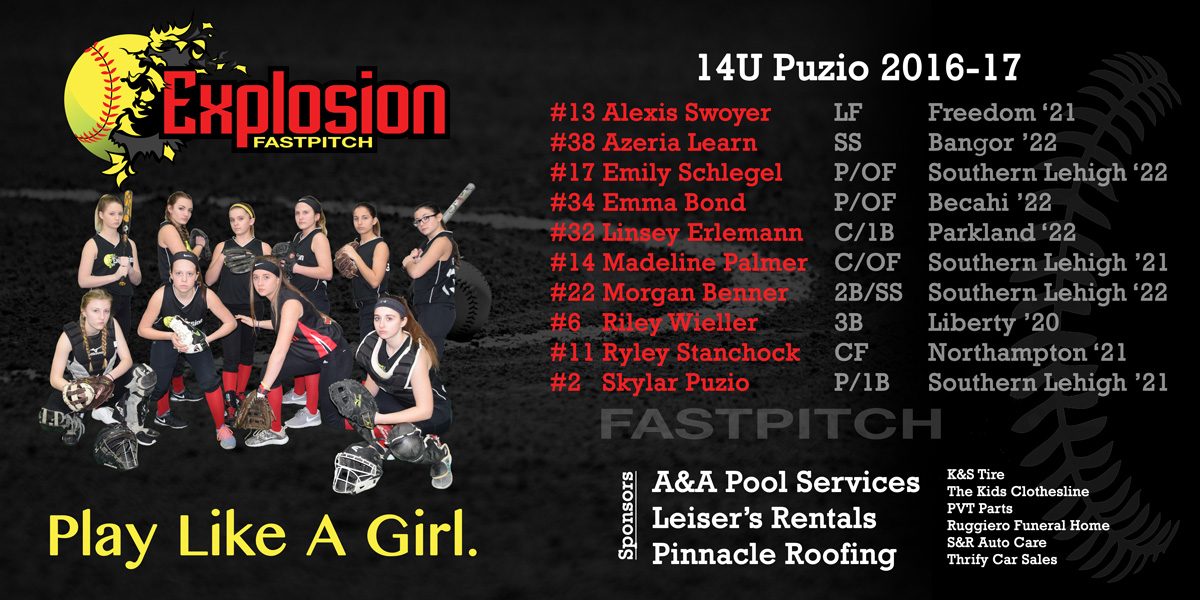 Explosion
FASTPITCH
14U Puzio 2016-17
#13 Alexis Swoyer LF Freedom ‘21
#38 Azeria Learn SS Bangor ’22
#17 Emily Schlegel P/OF Southern Lehigh ‘22
#34 Emma Bond P/OF Becahi ’22
#32 Linsey Erlemann C/1B Parkland ‘22
#14 Madeline Palmer C/OF Southern Lehigh ’21
#22 Morgan Benner 2B/SS Southern Lehigh ‘22
#6 Riley Wieller 3B Liberty ’20
#11 Ryley Stanchock CF Northampton ‘21
#2 Skylar Puzio P/1B Southern Lehigh ‘21
FASTPITCH
Sponsors
A&A Pool Services
Leiser’s Rentals
Pinnacle Roofing
K&S Tire
The Kids Clothesline
PVT Parts
Ruggiero Funeral Home
S&R Auto Care
Thrify Car Sales
Play Like A Girl.